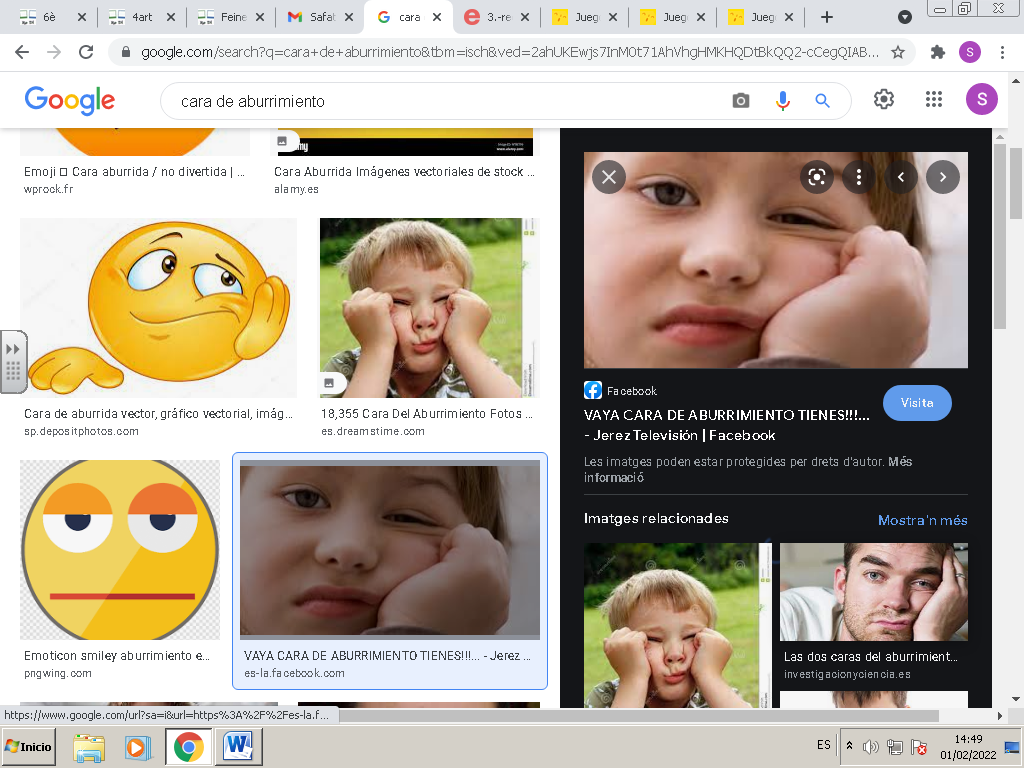 6è
4art
Feine
Safat
cara
3.-re
Jueg
Jueg
Jueg
google.com/search?q=cara+de+aburrimiento&tbm=isch&ved=2ahUKEwjs7InM0t71AhVhgHMKHQDtBkQQ2-cCegQIAB...
S
Google
cara de aburrimiento
S
Emoji Cara aburrida / no divertida | ...
wprock.fr
Cara Aburrida Imágenes vectoriales de stock ...
alamy.es
Cara de aburrida vector, gráfico vectorial, imág...
sp.depositphotos.com
18,355 Cara Del Aburrimiento Fotos ...
es.dreamstime.com
Emoticon smiley aburrimiento e...
pngwing.com
VAYA CARA DE ABURRIMIENTO TIENES!!!... - Jerez ...
es-la.facebook.com
Facebook
VAYA CARA DE ABURRIMIENTO TIENES!!!...
- Jerez Televisión | Facebook
Visita
Les imatges poden estar protegides per drets d'autor. Més
informació
Imatges relacionades
Mostra'n més
Las dos caras del aburrimient...
investigacionyciencia.es
https://www.google.com/url?sa=i&url=https%3A%2F%2Fes-la.f...
Inicio
ES
14:49
01/02/2022